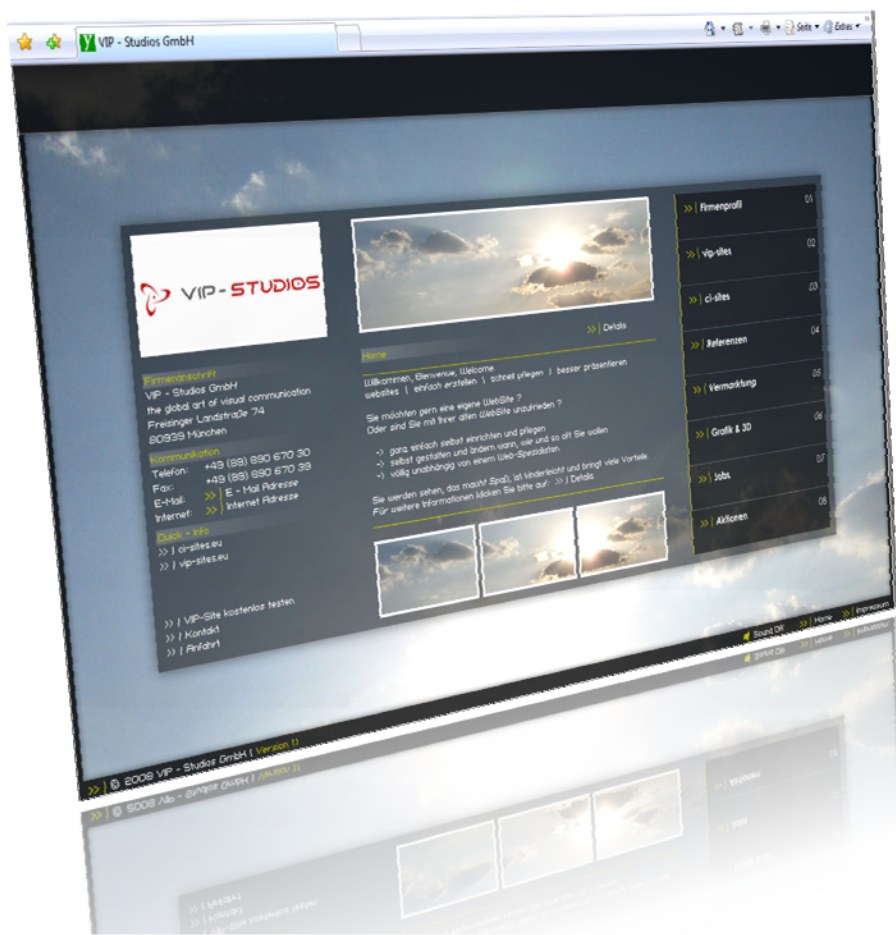 VIP - Studios GmbH
Seite
Extras
VIP-STUDIOS
Firmenanschrift
VIP - Studios GmbH
the global art of visual communication
Freisinger Landstraße 74
80939 München
Kommunikation
Telefon: +49 (89) 890 670 30
Fax: +49 (89) 890 670 39
E-Mail: >> | E - Mail Adresse
Internet: >> | Internet Adresse
Quick - Info
>> | ci-sites.eu
>> | vip-sites.eu
>> | VIP-Site kostenlos testen
>> | Kontakt
>> | Anfahrt
>> | Details
Home
Willkommen, Bienvenue, Welcome
websites | einfach erstellen | schnell pflegen | besser präsentieren
Sie möchten gern eine eigene WebSite ?
Oder sind Sie mit Ihrer alten WebSite unzufrieden ?
-> ganz einfach selbst einrichten und pflegen
-> selbst gestalten und ändern wann, wie und so oft Sie wollen
-> völlig unabhängig von einem Web-Spezialisten
Sie werden sehen, das macht Spaß, ist kinderleicht und bringt viele Vorteile.
Für weitere Informationen klicken Sie bitte auf: >> | Details
>> | Firmenprofil 01
>> | vip-sites 02
>> | ci-sites 03
>> | Referenzen 04
>> | Vermarktung 05
>> | Grafik & 3D 06
>> | Jobs 07
>> | Aktionen 08
Sound Off >> | Home >> | Impressum
>> | © 2008 VIP - Studios GmbH ( Version 1)